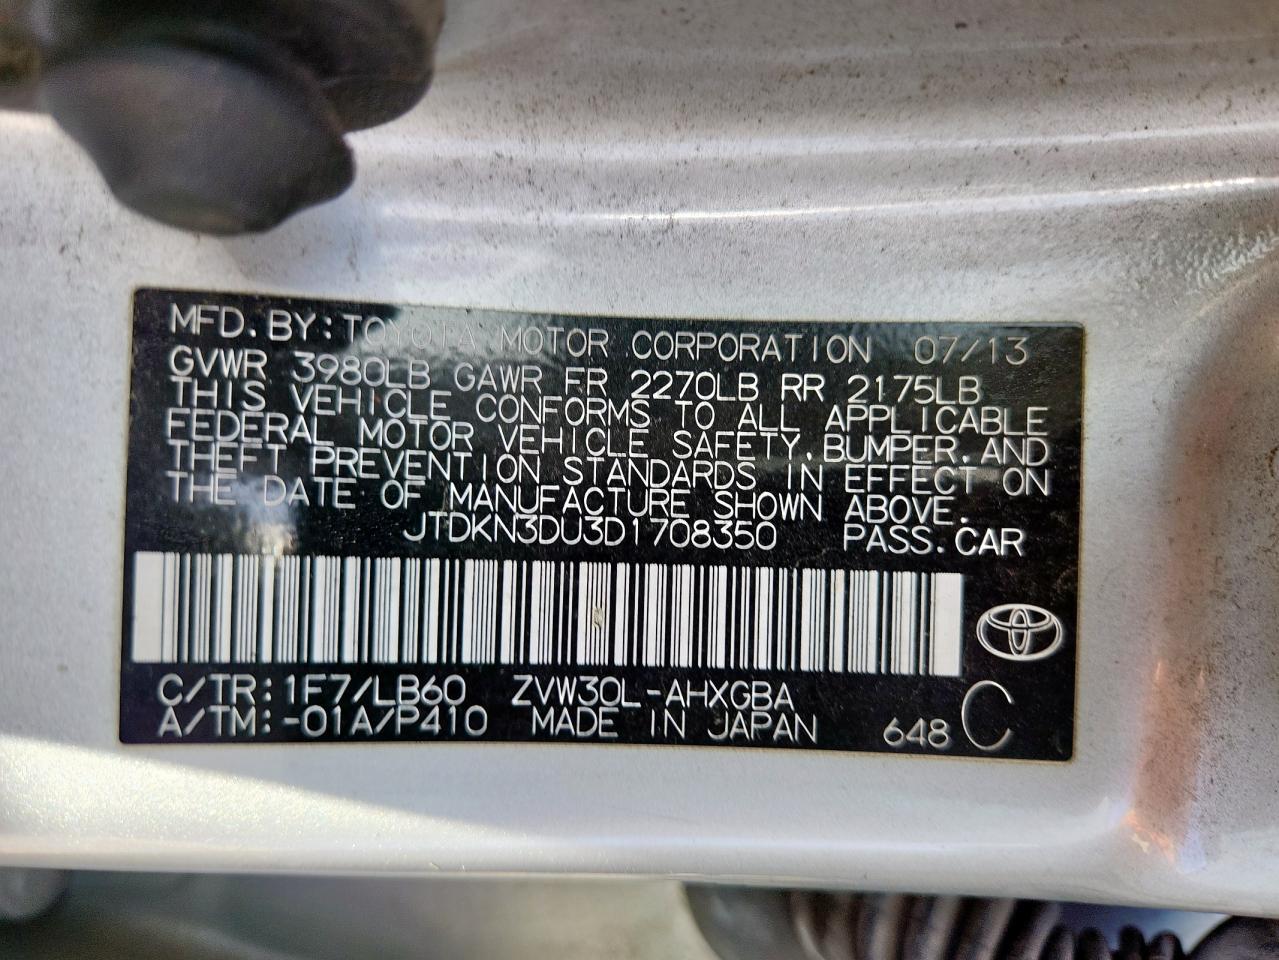 MFD.BY:TOYOTA MOTOR CORPORATION 07/13
GVWR 3980LB GAWR FR 2270LB RR 2175LB
THIS VEHICLE CONFORMS TO ALL APPLICABLE
FEDERAL MOTOR VEHICLE SAFETY,BUMPER,AND
THEFT PREVENTION STANDARDS IN EFFECT ON
THE DATE OF MANUFACTURE SHOWN ABOVE.
JTDKN3DU3D1708350 PASS.CAR
C/TR:1F7/LB60 ZVW30L-AHXGBA
A/TM:-01A/P410 MADE IN JAPAN 648 C